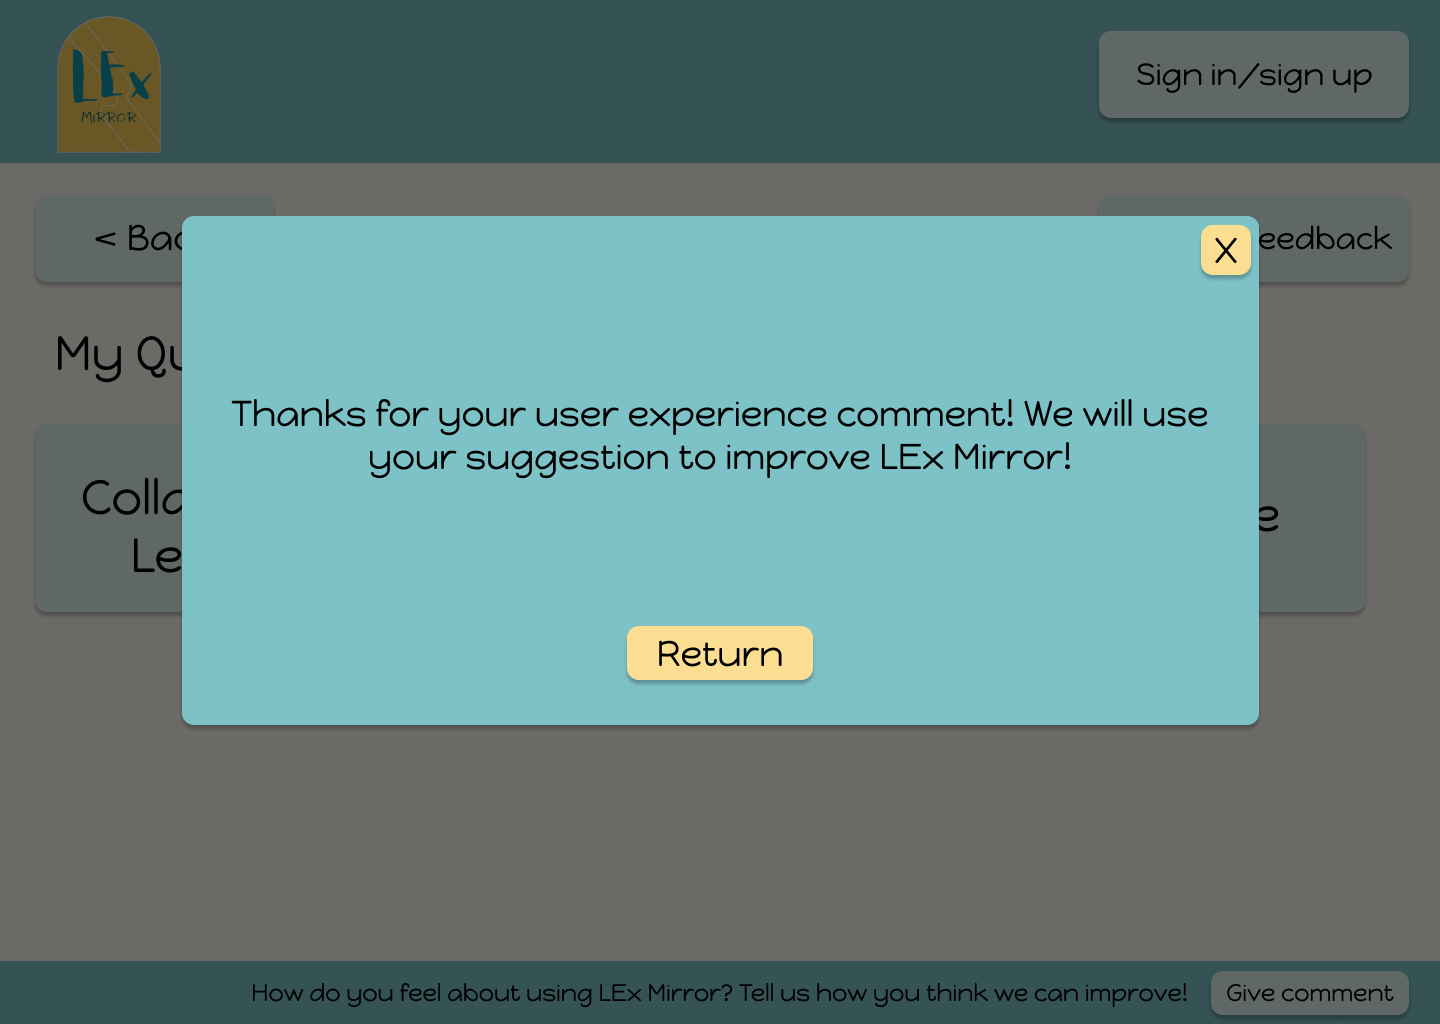 LEx
MIRROR
Sign in/sign up
< Bac
eedback
My Qu
Thanks for your user experience comment! We will use
your suggestion to improve LEx Mirror!
Colla
Le
e
Return
How do you feel about using LEx Mirror? Tell us how you think we can improve!
Give comment
X